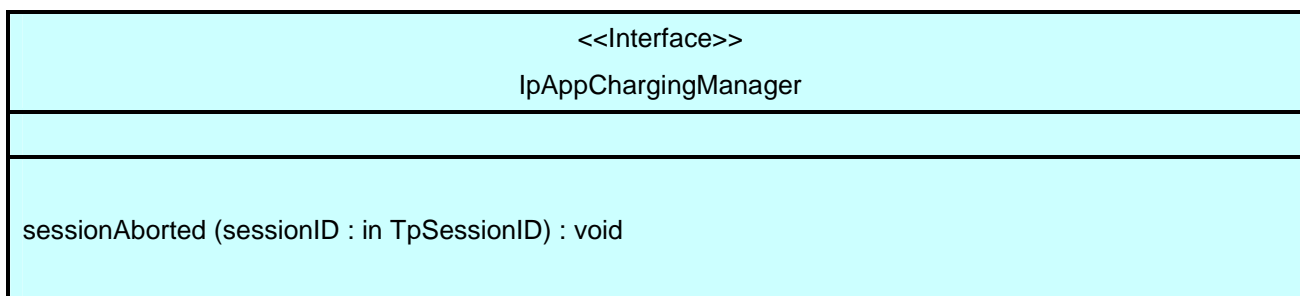 <<Interface>>
IpAppChargingManager
sessionAborted (sessionID : in TpSessionID) : void